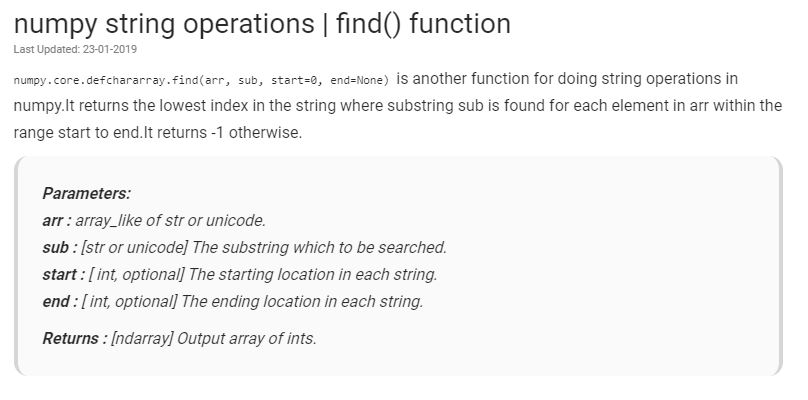 numpy string operations | find() function
Last Updated: 23-01-2019
numpy.core.defchararray.find(arr, sub, start=0, end=None) is another function for doing string operations in
numpy.It returns the lowest index in the string where substring sub is found for each element in arr within the
range start to end.It returns -1 otherwise.
Parameters:
arr : array_like of str or unicode.
sub : [str or unicode] The substring which to be searched.
start : [ int, optional] The starting location in each string.
end : [ int, optional] The ending location in each string.
Returns : [ndarray] Output array of ints.